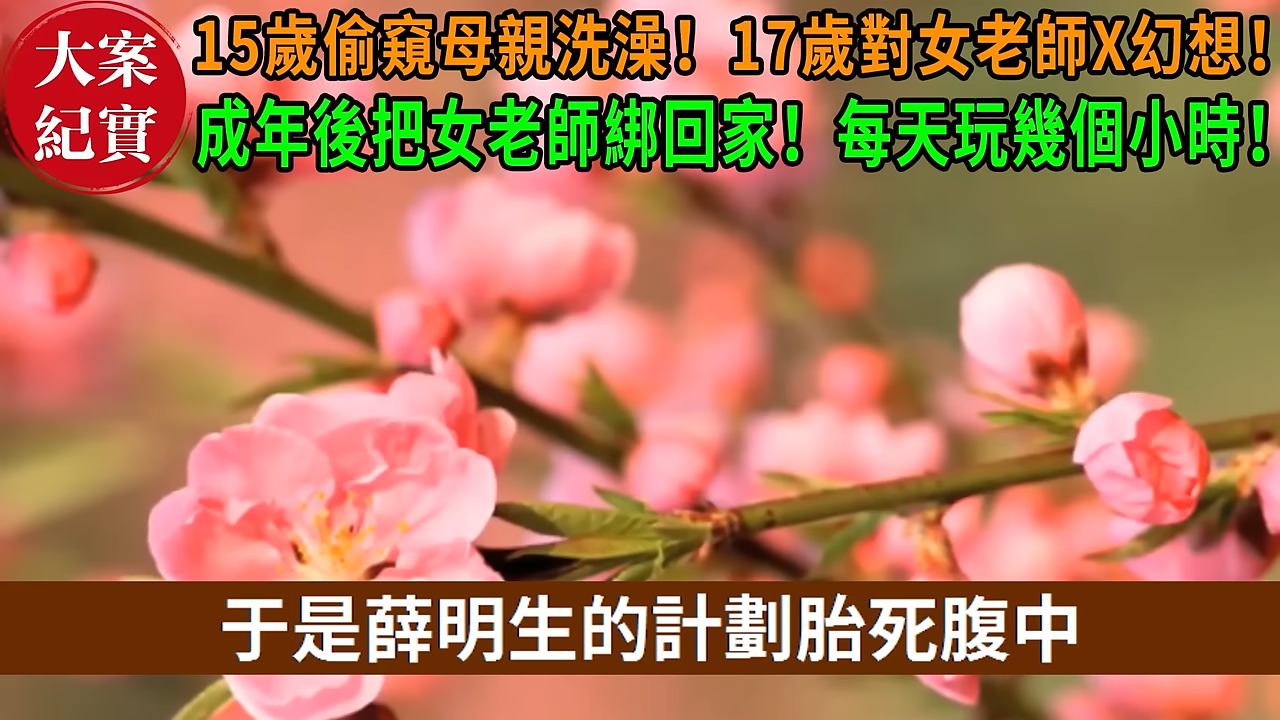 大案
紀實
15歲偷窺母親洗澡！17歲對女老師X幻想！
成年後把女老師綁回家！每天玩幾個小時！
于是薛明生的計劃胎死腹中